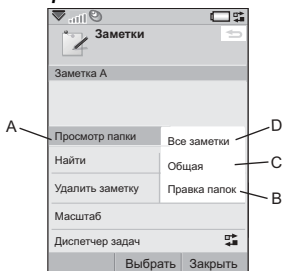 Заметки
Заметка А
A
Просмотр папки
Все заметки
D
Найти
Общая
C
Удалить заметку
Правка папок
B
Масштаб
Диспетчер задач
Выбрать
Закрыть